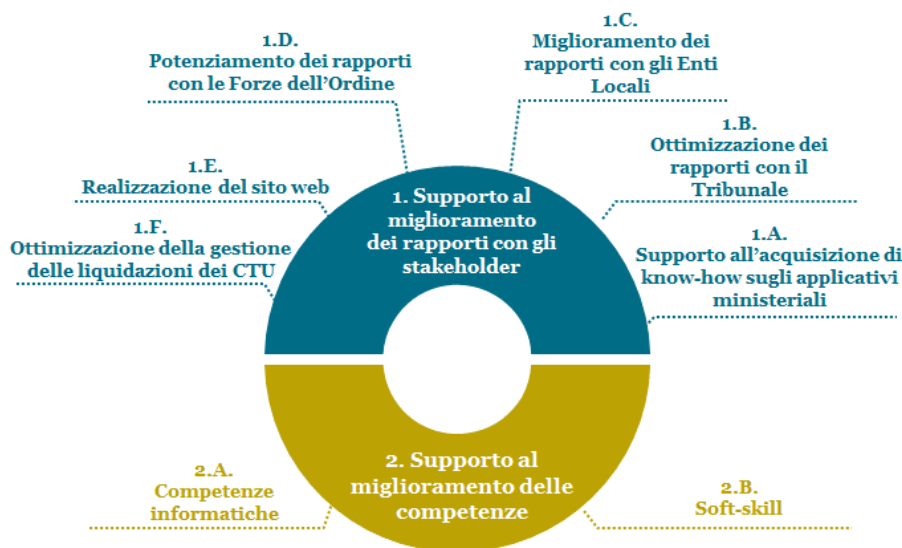 1.D.
Potenziamento dei rapporti
con le Forze dell'Ordine
1.C.
Miglioramento dei
rapporti con gli Enti
Locali
1.B.
Ottimizzazione dei
rapporti con il
Tribunale
1.E.
Realizzazione del sito web
1.F.
Ottimizzazione della gestione
delle liquidazioni dei CTU
1.A.
Supporto all'acquisizione di
know-how sugli applicativi
ministeriali
1. Supporto al
miglioramento
dei rapporti con gli
stakeholder
2. Supporto al
miglioramento delle
competenze
2.A.
Competenze
informatiche
2.B.
Soft-skill